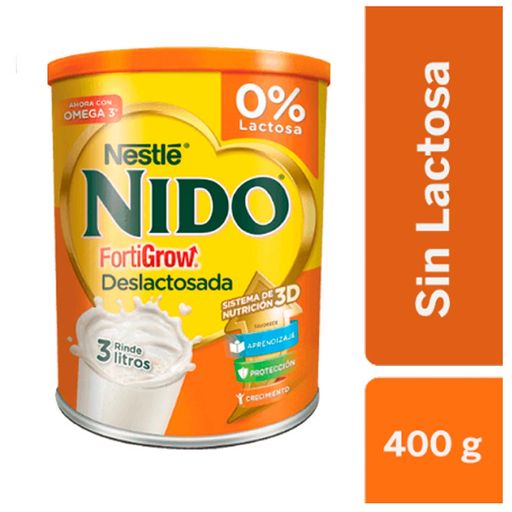 AHORA CON
OMEGA 3*
0%
Lactosa
Nestlé®
NIDO®
FortiGrow®
Deslactosada
SISTEMA DE
NUTRICIÓN 3D
FAVORECE
APRENDIZAJE
PROTECCIÓN
CRECIMIENTO
Rinde
3 litros
Sin Lactosa
400 g